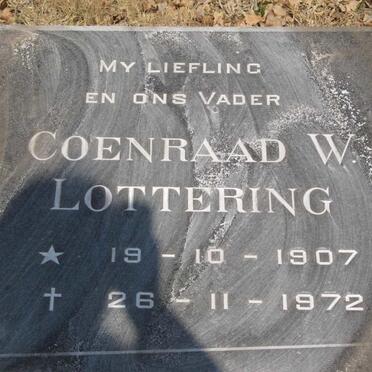 MY LIEFLING
EN ONS VADER
COENRAAD W.
LOTTERING
★ 19-10-1907
✝ 26-11-1972